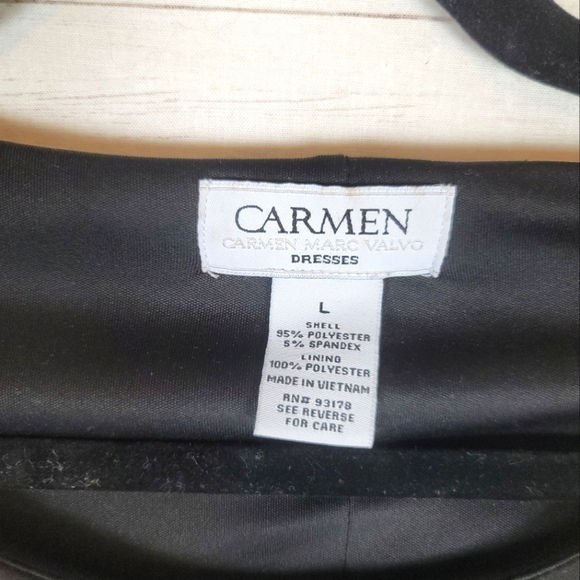 CARMEN
CARMEN MARC VALVO
DRESSES
L
SHELL
95% POLYESTER
5% SPANDEX
LINING
100% POLYESTER
MADE IN VIETNAM
RN# 93178
SEE REVERSE
FOR CARE